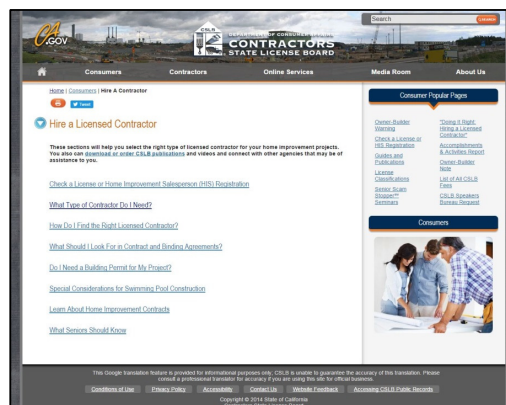 CA.GOV
CSLB
DEPARTMENT OF CONSUMER AFFAIRS
CONTRACTORS
STATE LICENSE BOARD
Search
Consumers
Contractors
Online Services
Media Room
About Us
Home | Consumers | Hire A Contractor
Tweet
Hire a Licensed Contractor
These sections will help you select the right type of licensed contractor for your home improvement projects.
You also can download or order CSLB publications and videos and connect with other agencies that may be of
assistance to you.
Check a License or Home Improvement Salesperson (HIS) Registration
What Type of Contractor Do I Need?
How Do I Find the Right Licensed Contractor?
What Should I Look For in Contract and Binding Agreements?
Do I Need a Building Permit for My Project?
Special Considerations for Swimming Pool Construction
Learn About Home Improvement Contracts
What Seniors Should Know
Consumer Popular Pages
Owner-Builder
Warning
Check a License or
HIS Registration
Guides and
Publications
License
Classifications
Senior Scam
Stopper℠
Seminars
"Doing It Right:
Hiring a Licensed
Contractor"
Accomplishments
& Activities Report
Owner-Builder
Note
List of All CSLB
Fees
CSLB Speakers
Bureau Request
Consumers
This Google translation feature is provided for informational purposes only. CSLB is unable to guarantee the accuracy of this translation. Please
consult a professional translator for accuracy if you are using this site for official business.
Conditions of Use
Privacy Policy
Accessibility
Contact Us
Website Feedback
Accessing CSLB Public Records
Copyright © 2014 State of California